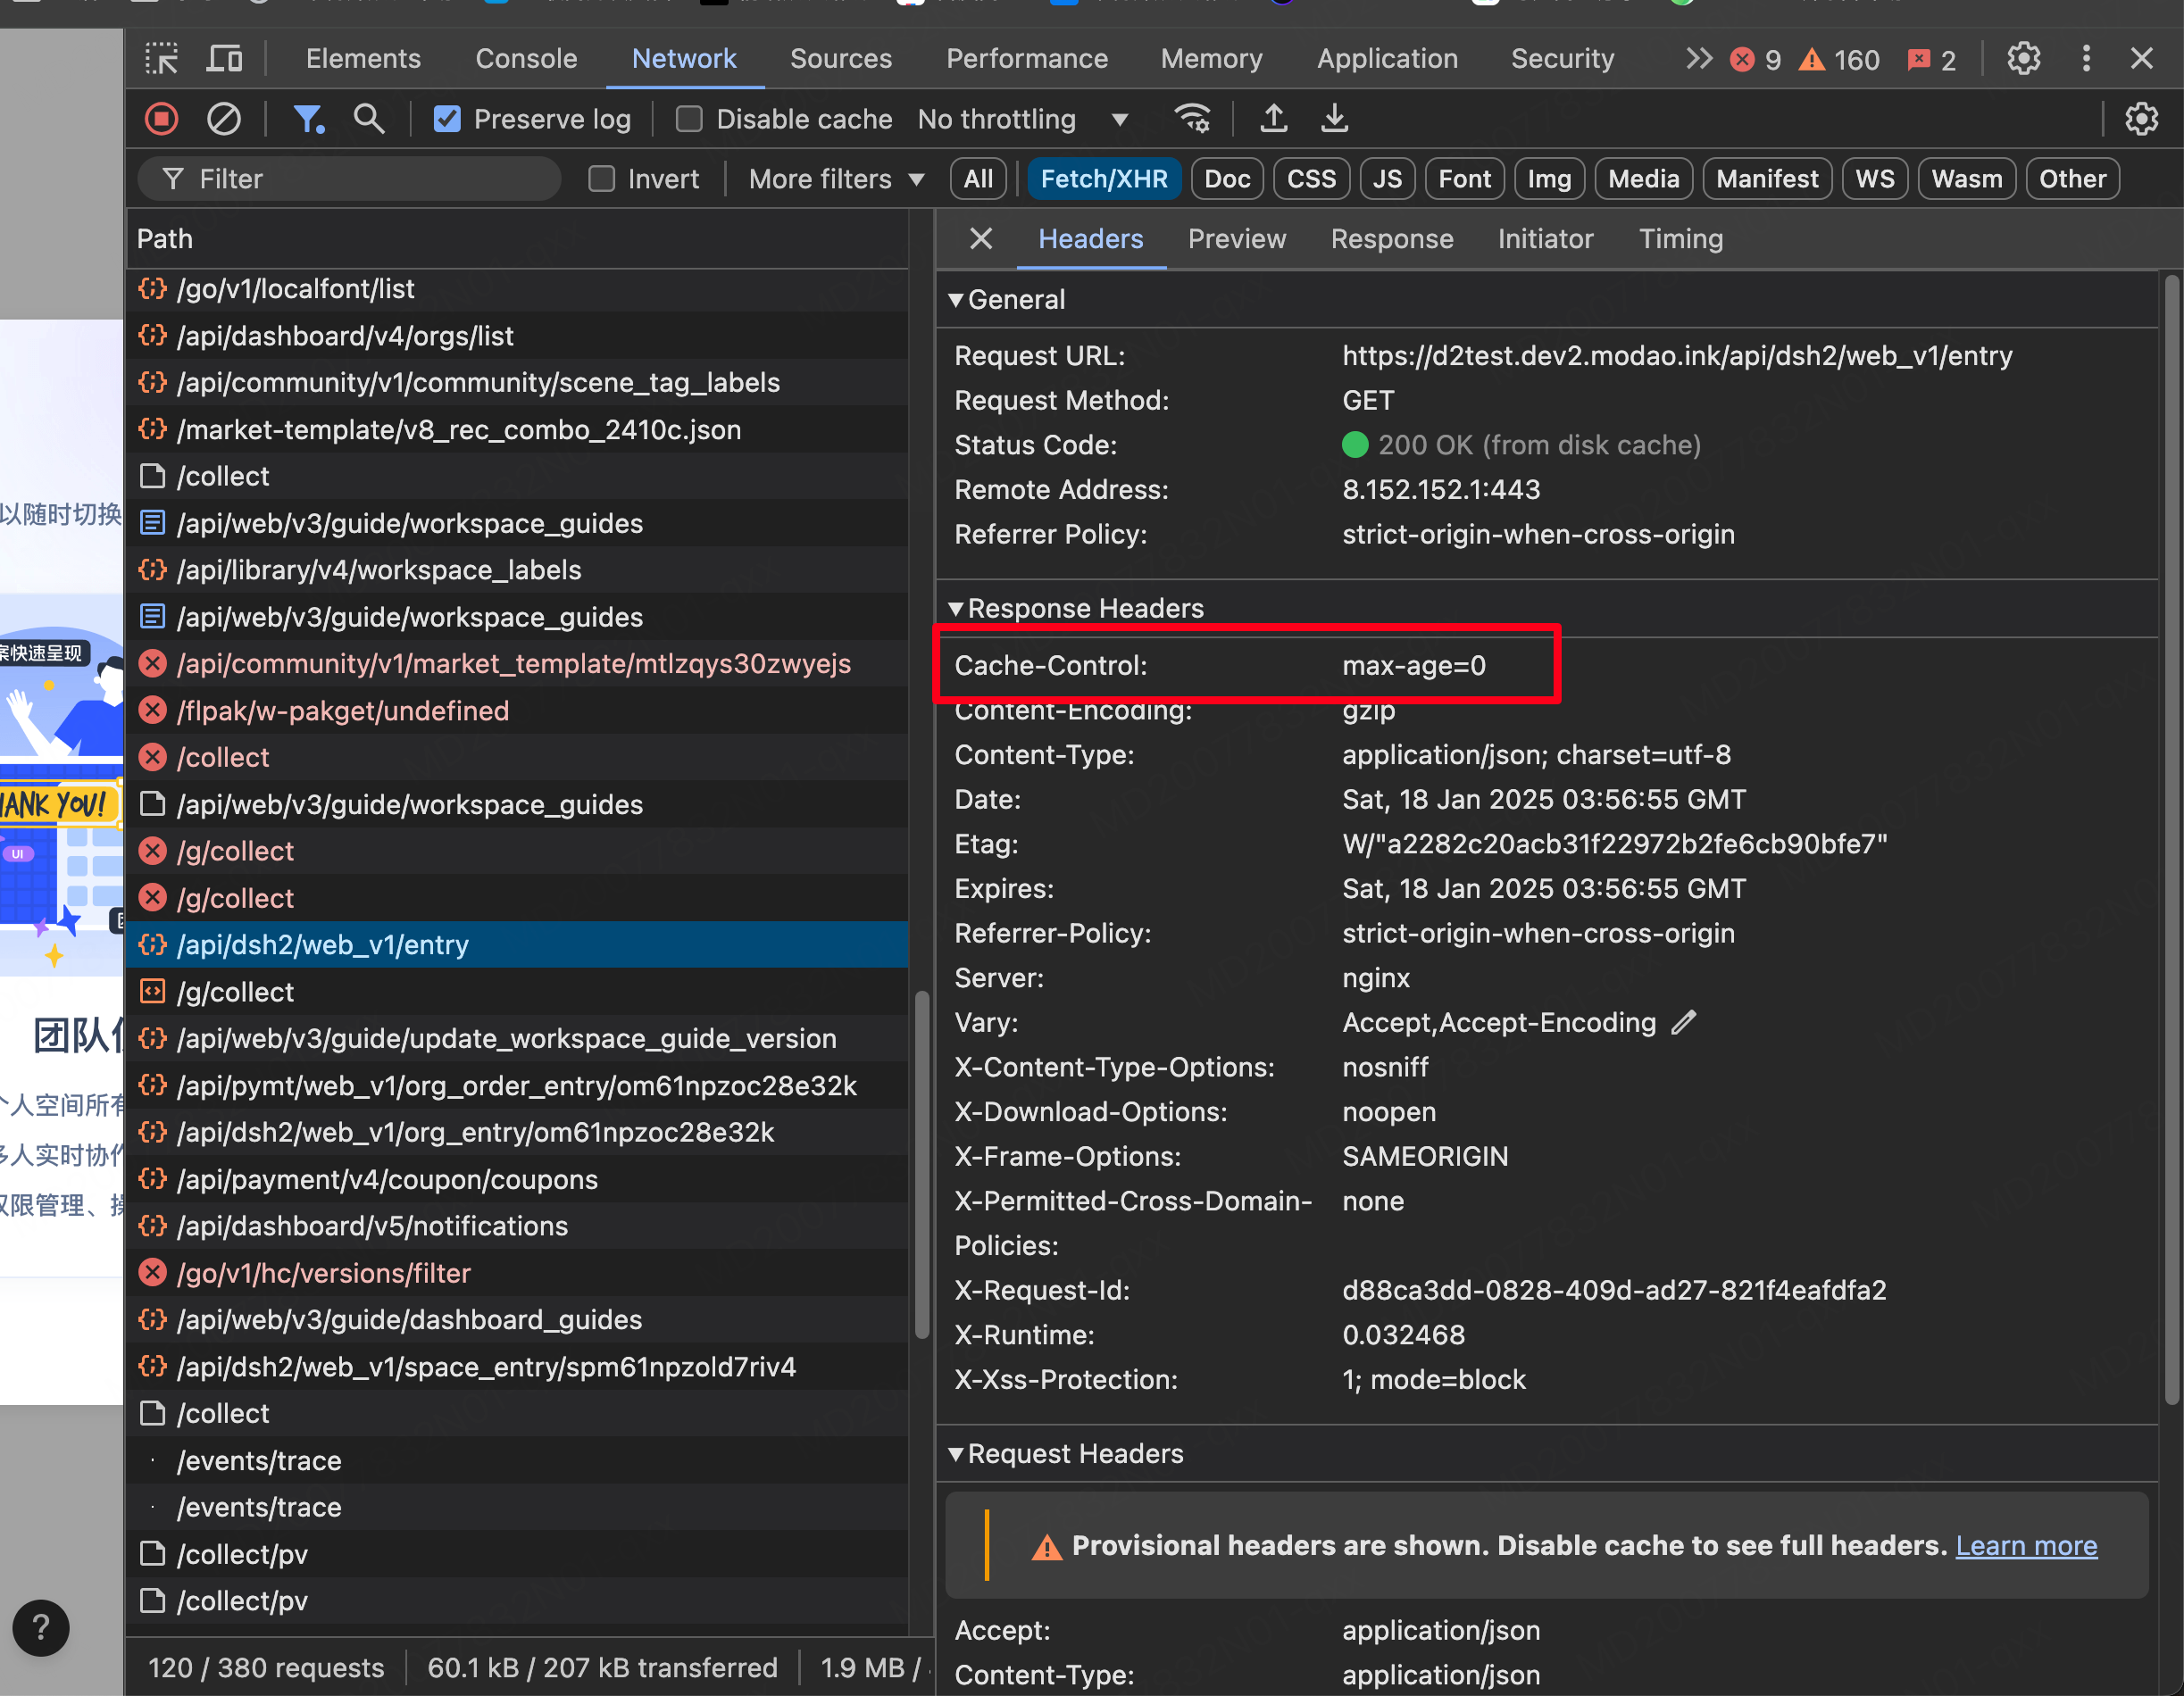 Elements Console Network Sources Performance Memory Application Security 9 160 2
Preserve log Disable cache No throttling
Filter Invert More filters All Fetch/XHR Doc CSS JS Font Img Media Manifest WS Wasm Other
Path
/go/v1/localfont/list
/api/dashboard/v4/orgs/list
/api/community/v1/community/scene_tag_labels
/market-template/v8_rec_combo_2410c.json
/collect
/api/web/v3/guide/workspace_guides
/api/library/v4/workspace_labels
/api/web/v3/guide/workspace_guides
/api/community/v1/market_template/mtlzqys30zwyejs
/flpak/w-pakget/undefined
/collect
/api/web/v3/guide/workspace_guides
/g/collect
/g/collect
/api/dsh2/web_v1/entry
/g/collect
/api/web/v3/guide/update_workspace_guide_version
/api/pymt/web_v1/org_order_entry/om61npzoc28e32k
/api/dsh2/web_v1/org_entry/om61npzoc28e32k
/api/payment/v4/coupon/coupons
/api/dashboard/v5/notifications
/go/v1/hc/versions/filter
/api/web/v3/guide/dashboard_guides
/api/dsh2/web_v1/space_entry/spm61npzold7riv4
/collect
/events/trace
/events/trace
/collect/pv
/collect/pv
120 / 380 requests 60.1 kB / 207 kB transferred 1.9 MB /
Headers Preview Response Initiator Timing
General
Request URL: https://d2test.dev2.modao.ink/api/dsh2/web_v1/entry
Request Method: GET
Status Code: 200 OK (from disk cache)
Remote Address: 8.152.152.1:443
Referrer Policy: strict-origin-when-cross-origin
Response Headers
Cache-Control: max-age=0
Content-Encoding: gzip
Content-Type: application/json; charset=utf-8
Date: Sat, 18 Jan 2025 03:56:55 GMT
Etag: W/"a2282c20acb31f22972b2fe6cb90bfe7"
Expires: Sat, 18 Jan 2025 03:56:55 GMT
Referrer-Policy: strict-origin-when-cross-origin
Server: nginx
Vary: Accept,Accept-Encoding
X-Content-Type-Options: nosniff
X-Download-Options: noopen
X-Frame-Options: SAMEORIGIN
X-Permitted-Cross-Domain- none
Policies:
X-Request-Id: d88ca3dd-0828-409d-ad27-821f4eafdfa2
X-Runtime: 0.032468
X-Xss-Protection: 1; mode=block
Request Headers
Provisional headers are shown. Disable cache to see full headers. Learn more
Accept: application/json
Content-Type: application/json
以随时切换
案快速呈现
HANK YOU!
UI
团队
个人空间所有
多人实时协作
权限管理、操
?